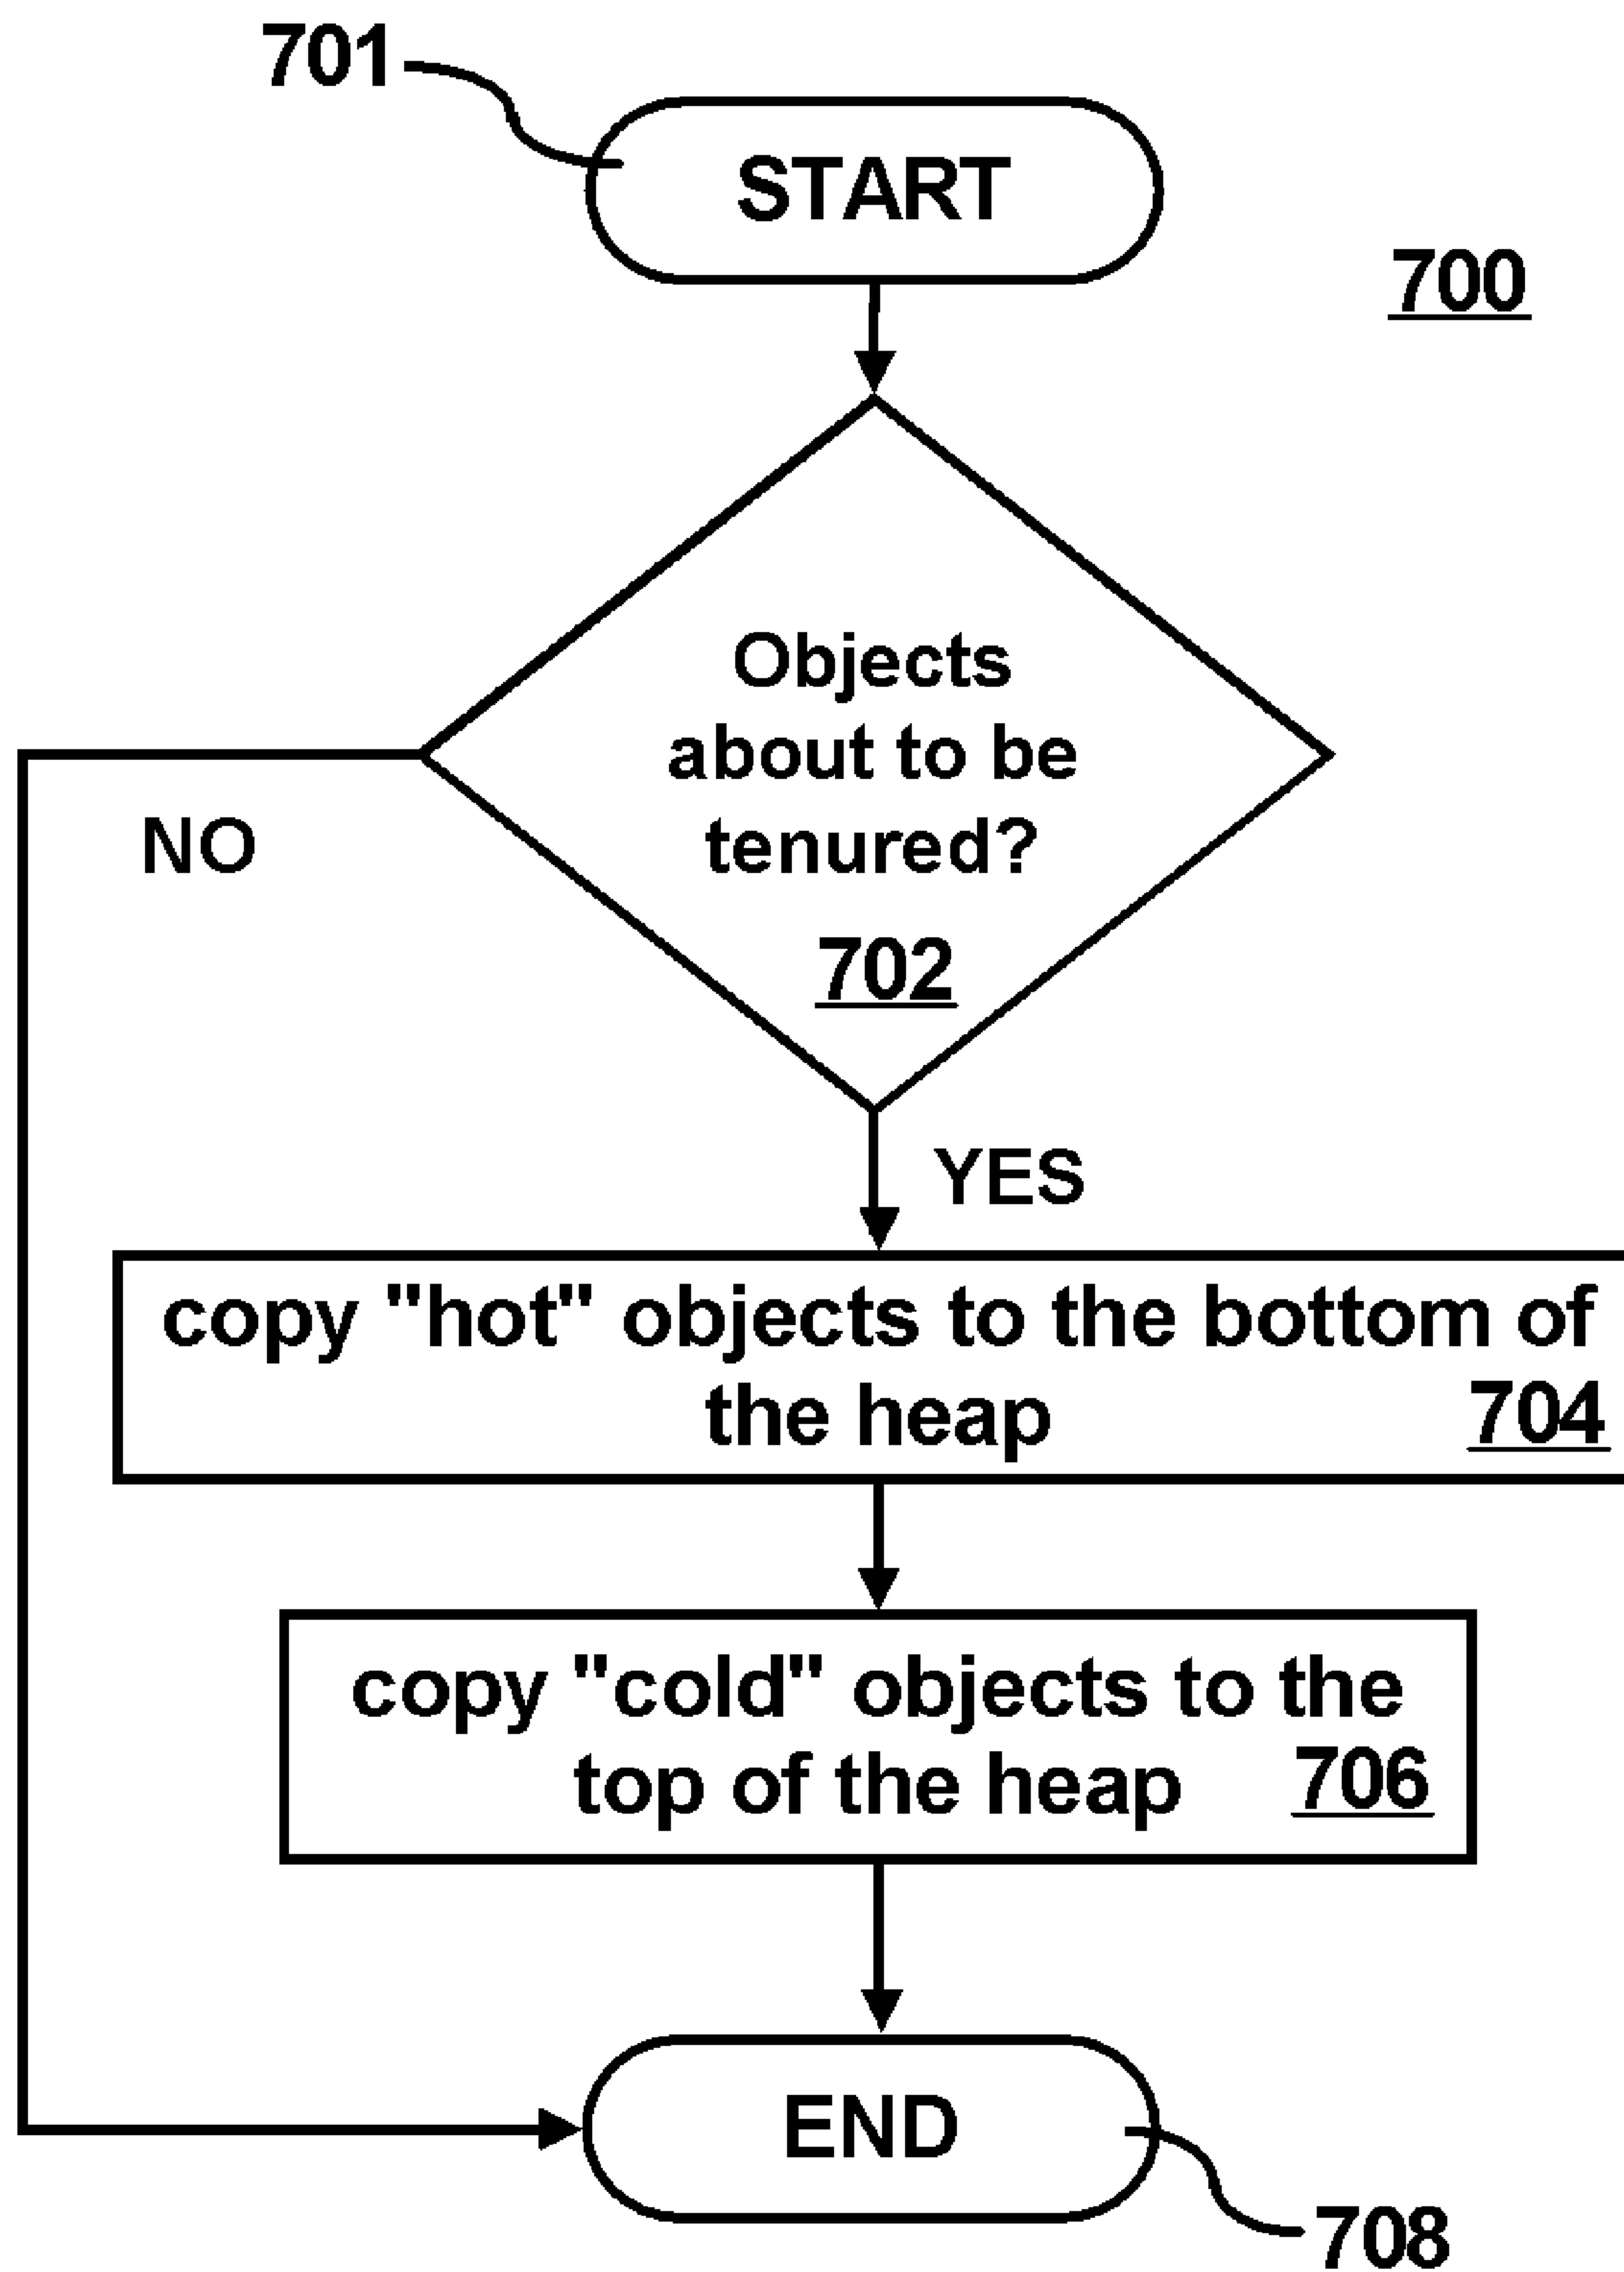 701
START
700
Objects
about to be
tenured?
702
NO
YES
copy "hot" objects to the bottom of
the heap 704
copy "cold" objects to the
top of the heap 706
END
708